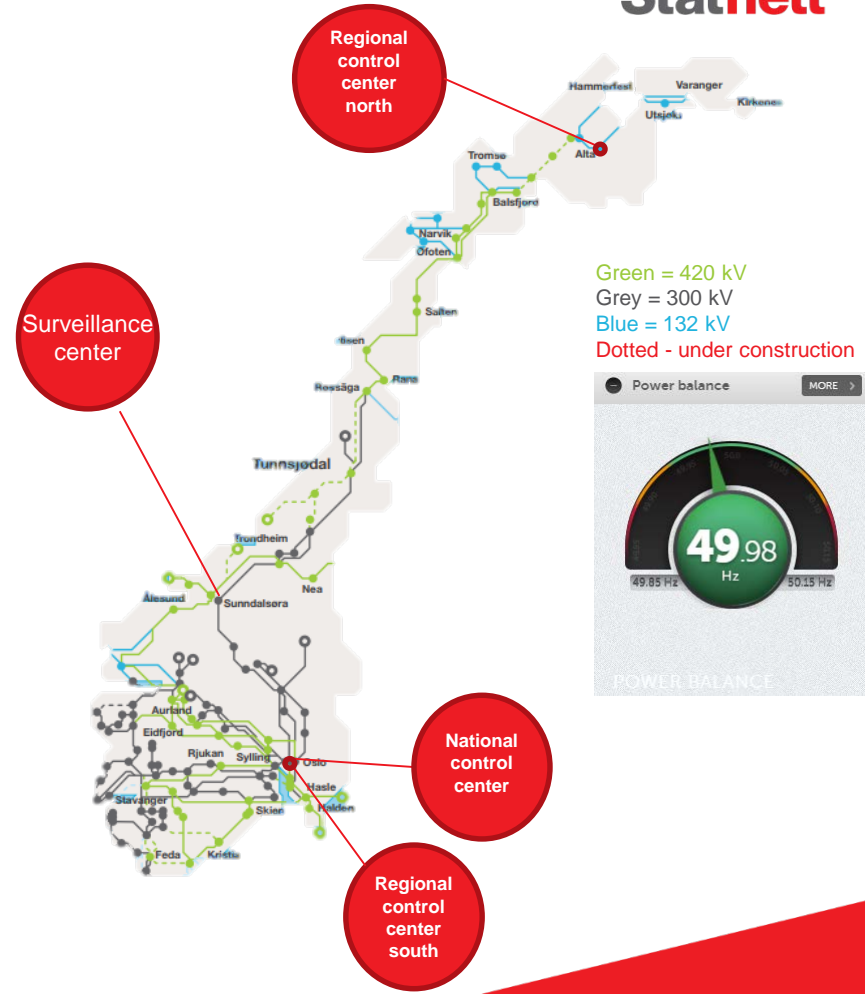 Statnett
Regional
control
center
north
Hammerfest
Varanger
Kirkenes
Utsjoki
Tromsø
Alta
Balsfjord
Narvik
Ofoten
Green = 420 kV
Grey = 300 kV
Blue = 132 kV
Dotted - under construction
Surveillance
center
Salten
Røssåga
Rana
Power balance
MORE >
Tunnsjødal
49.98
Hz
49.85 Hz
50.15 Hz
Trondheim
Nea
Ålesund
Sunndalsøra
POWER BALANCE
Aurland
Eidfjord
Rjukan
Sylling
Oslo
National
control
center
Hasle
Stavanger
Skien
Halden
Feda
Regional
control
center
south